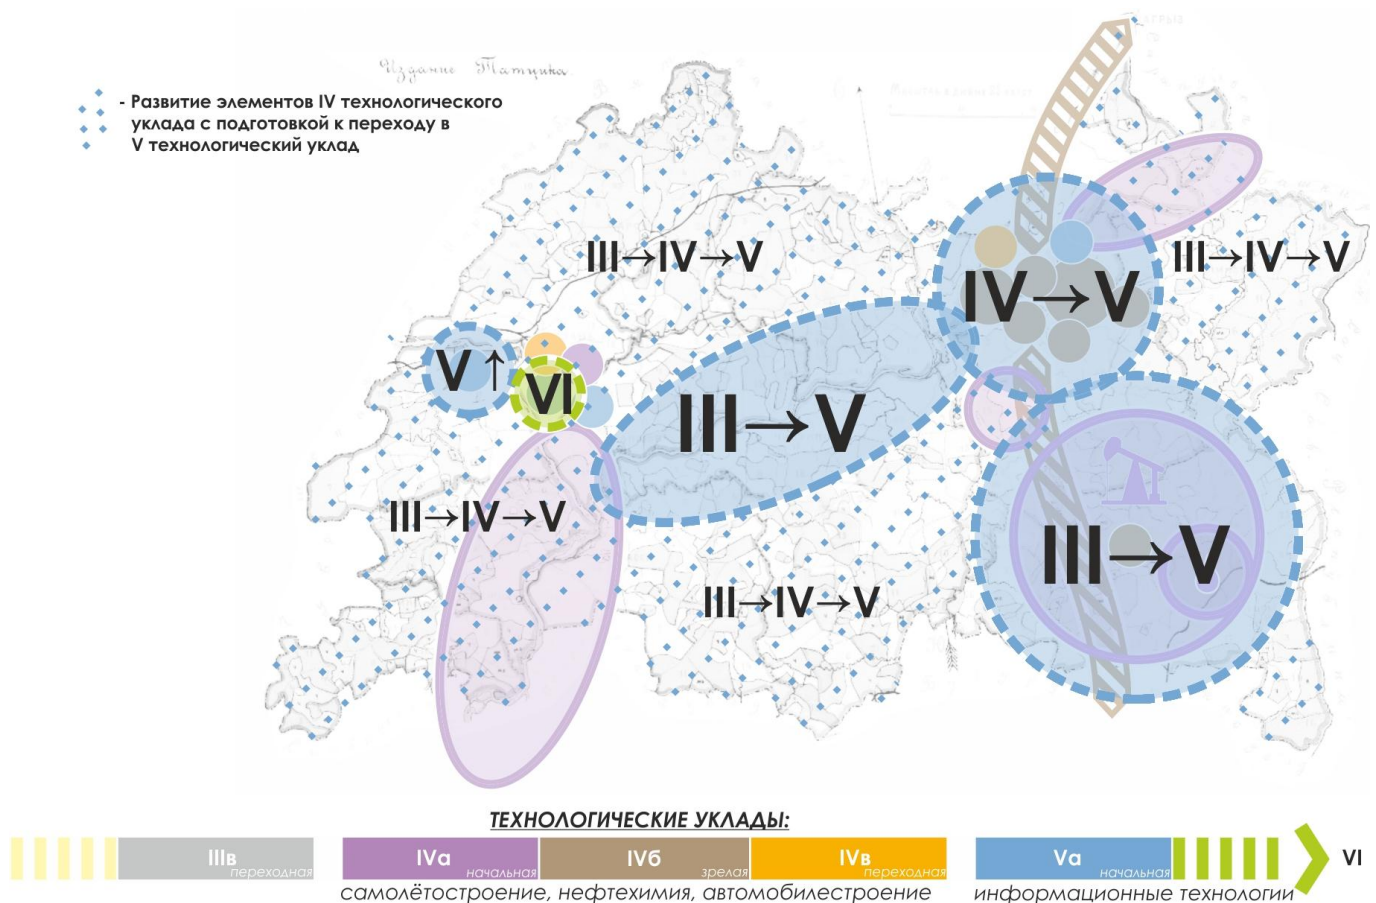 Издание Татцика.
- Развитие элементов IV технологического
уклада с подготовкой к переходу в
V технологический уклад
III→IV→V
III→IV→V
IV→V
V↑
VI
III→V
III→IV→V
III→V
III→IV→V
ТЕХНОЛОГИЧЕСКИЕ УКЛАДЫ:
IIIв
переходная
IVа
начальная
IVб
зрелая
IVв
переходная
Vа
начальная
VI
самолётостроение, нефтехимия, автомобилестроение
информационные технологии